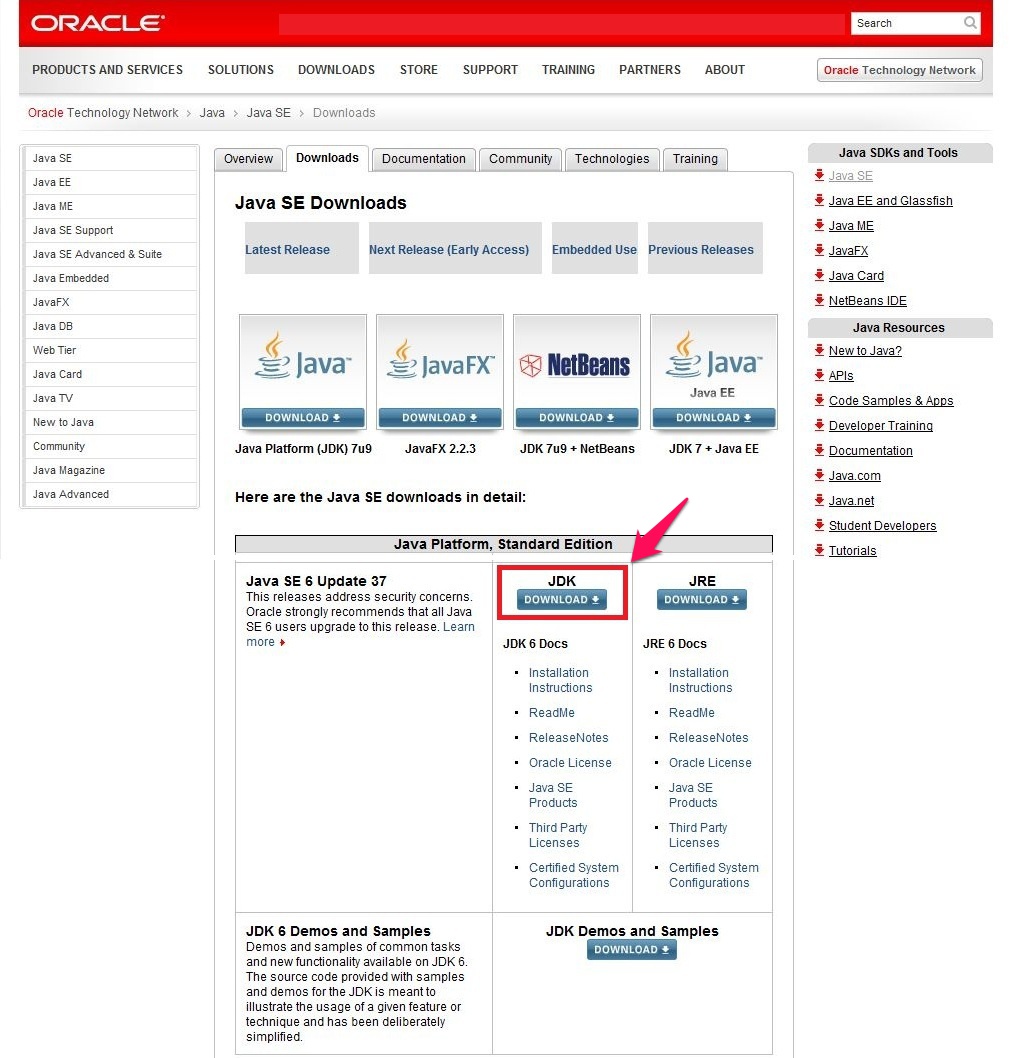 ORACLE
Search
PRODUCTS AND SERVICES SOLUTIONS DOWNLOADS STORE SUPPORT TRAINING PARTNERS ABOUT
Oracle Technology Network
Oracle Technology Network > Java > Java SE > Downloads
Java SE
Java EE
Java ME
Java SE Support
Java SE Advanced & Suite
Java Embedded
JavaFX
Java DB
Web Tier
Java Card
Java TV
New to Java
Community
Java Magazine
Java Advanced
Overview Downloads Documentation Community Technologies Training
Java SE Downloads
Latest Release Next Release (Early Access) Embedded Use Previous Releases
Java™ JavaFX™ NetBeans Java™
Java EE
DOWNLOAD DOWNLOAD DOWNLOAD DOWNLOAD
Java Platform (JDK) 7u9 JavaFX 2.2.3 JDK 7u9 + NetBeans JDK 7 + Java EE
Here are the Java SE downloads in detail:
Java Platform, Standard Edition
Java SE 6 Update 37
This releases address security concerns.
Oracle strongly recommends that all Java
SE 6 users upgrade to this release. Learn
more
JDK
DOWNLOAD
JDK 6 Docs
Installation
Instructions
ReadMe
ReleaseNotes
Oracle License
Java SE
Products
Third Party
Licenses
Certified System
Configurations
JRE
DOWNLOAD
JRE 6 Docs
Installation
Instructions
ReadMe
ReleaseNotes
Oracle License
Java SE
Products
Third Party
Licenses
Certified System
Configurations
JDK 6 Demos and Samples
Demos and samples of common tasks
and new functionality available on JDK 6.
The source code provided with samples
and demos for the JDK is meant to
illustrate the usage of a given feature or
technique and has been deliberately
simplified.
JDK Demos and Samples
DOWNLOAD
Java SDKs and Tools
Java SE
Java EE and Glassfish
Java ME
JavaFX
Java Card
NetBeans IDE
Java Resources
New to Java?
APIs
Code Samples & Apps
Developer Training
Documentation
Java.com
Java.net
Student Developers
Tutorials